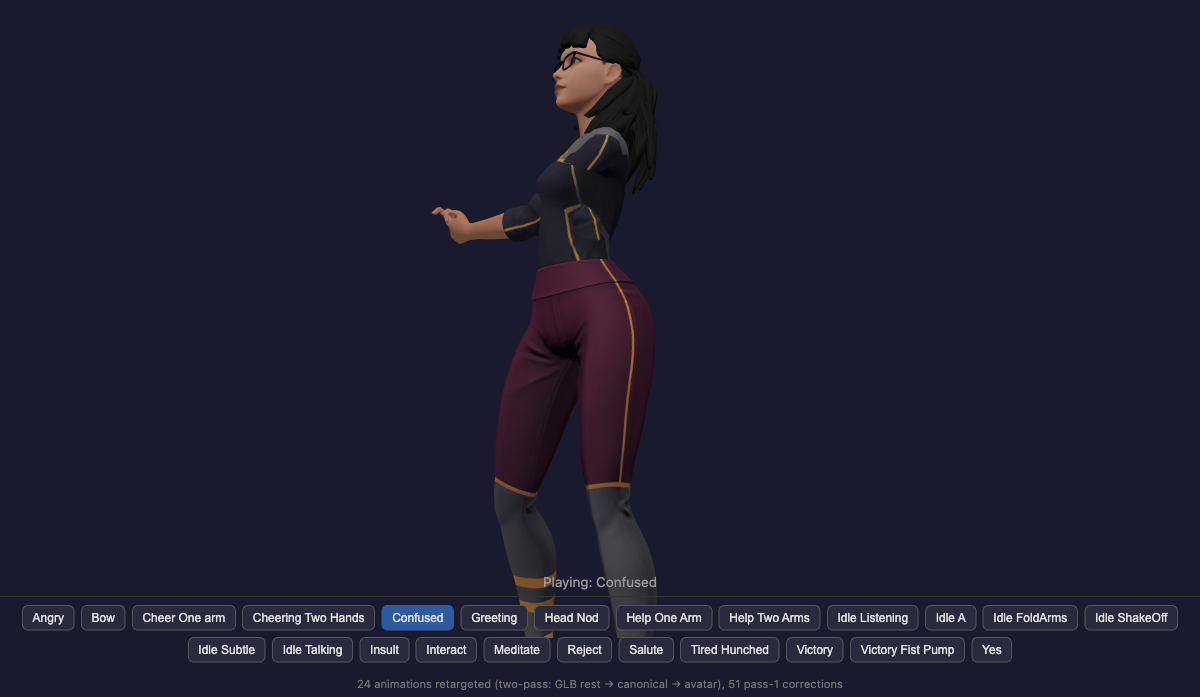 Playing: Confused
Angry Bow Cheer One arm Cheering Two Hands Confused Greeting Head Nod Help One Arm Help Two Arms Idle Listening Idle A Idle FoldArms Idle ShakeOff
Idle Subtle Idle Talking Insult Interact Meditate Reject Salute Tired Hunched Victory Victory Fist Pump Yes
24 animations retargeted (two-pass: GLB rest → canonical → avatar), 51 pass-1 corrections